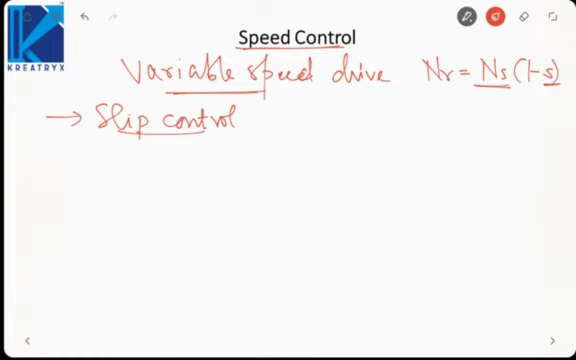 Speed Control
KREATRYX
Variable speed drive Nr = Ns (1-s)
→ Slip control